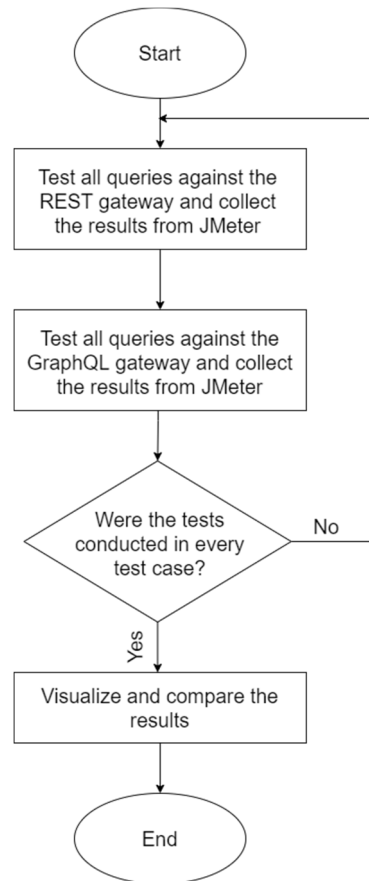 Start
Test all queries against the
REST gateway and collect
the results from JMeter
Test all queries against the
GraphQL gateway and collect
the results from JMeter
Were the tests
conducted in every
test case?
No
Yes
Visualize and compare the
results
End